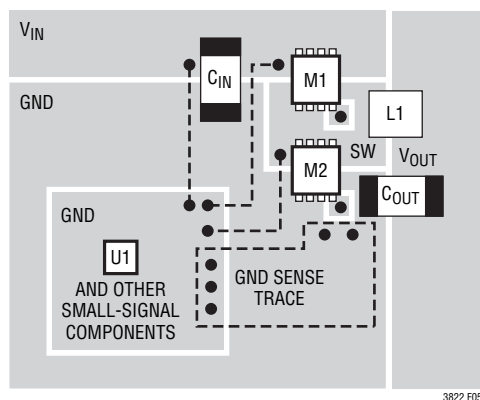 VIN
CIN
M1
GND
L1
SW
VOUT
M2
COUT
GND
U1
AND OTHER
SMALL-SIGNAL
COMPONENTS
GND SENSE
TRACE
3822 F05